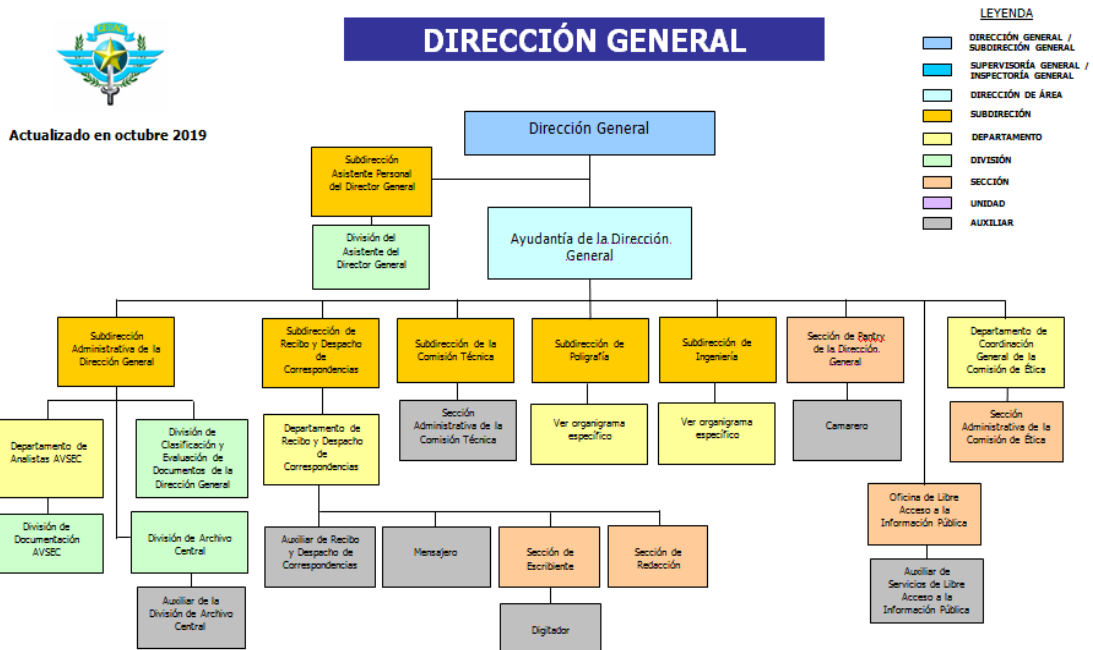 CESAC
DIRECCIÓN GENERAL
Actualizado en octubre 2019
LEYENDA
DIRECCIÓN GENERAL /
SUBDIRECIÓN GENERAL
SUPERVISORÍA GENERAL /
INSPECTORÍA GENERAL
DIRECCIÓN DE ÁREA
SUBDIRECIÓN
DEPARTAMENTO
DIVISIÓN
SECCIÓN
UNIDAD
AUXILIAR
Dirección General
Subdirección
Asistente Personal
del Director General
División del
Asistente del
Director General
Ayudantía de la Dirección
General
Subdirección
Administrativa de la
Dirección General
Subdirección de
Recibo y Despacho
de
Correspondencias
Subdirección de la
Comisión Técnica
Subdirección de
Poligrafía
Subdirección de
Ingeniería
Sección de Pantry
de la Dirección
General
Departamento de
Coordinación
General de la
Comisión de Ética
Departamento de
Analistas AVSEC
División de
Clasificación y
Evaluación de
Documentos de la
Dirección General
Departamento de
Recibo y Despacho
de
Correspondencias
Sección
Administrativa de la
Comisión Técnica
Ver organigrama
específico
Ver organigrama
específico
Camarero
Sección
Administrativa de la
Comisión de Ética
División de
Documentación
AVSEC
División de Archivo
Central
Auxiliar de Recibo
y Despacho de
Correspondencias
Mensajero
Sección de
Escribiente
Sección de
Redacción
Oficina de Libre
Acceso a la
Información Pública
Auxiliar de la
División de Archivo
Central
Digitador
Auxiliar de
Servicios de Libre
Acceso a la
Información Pública